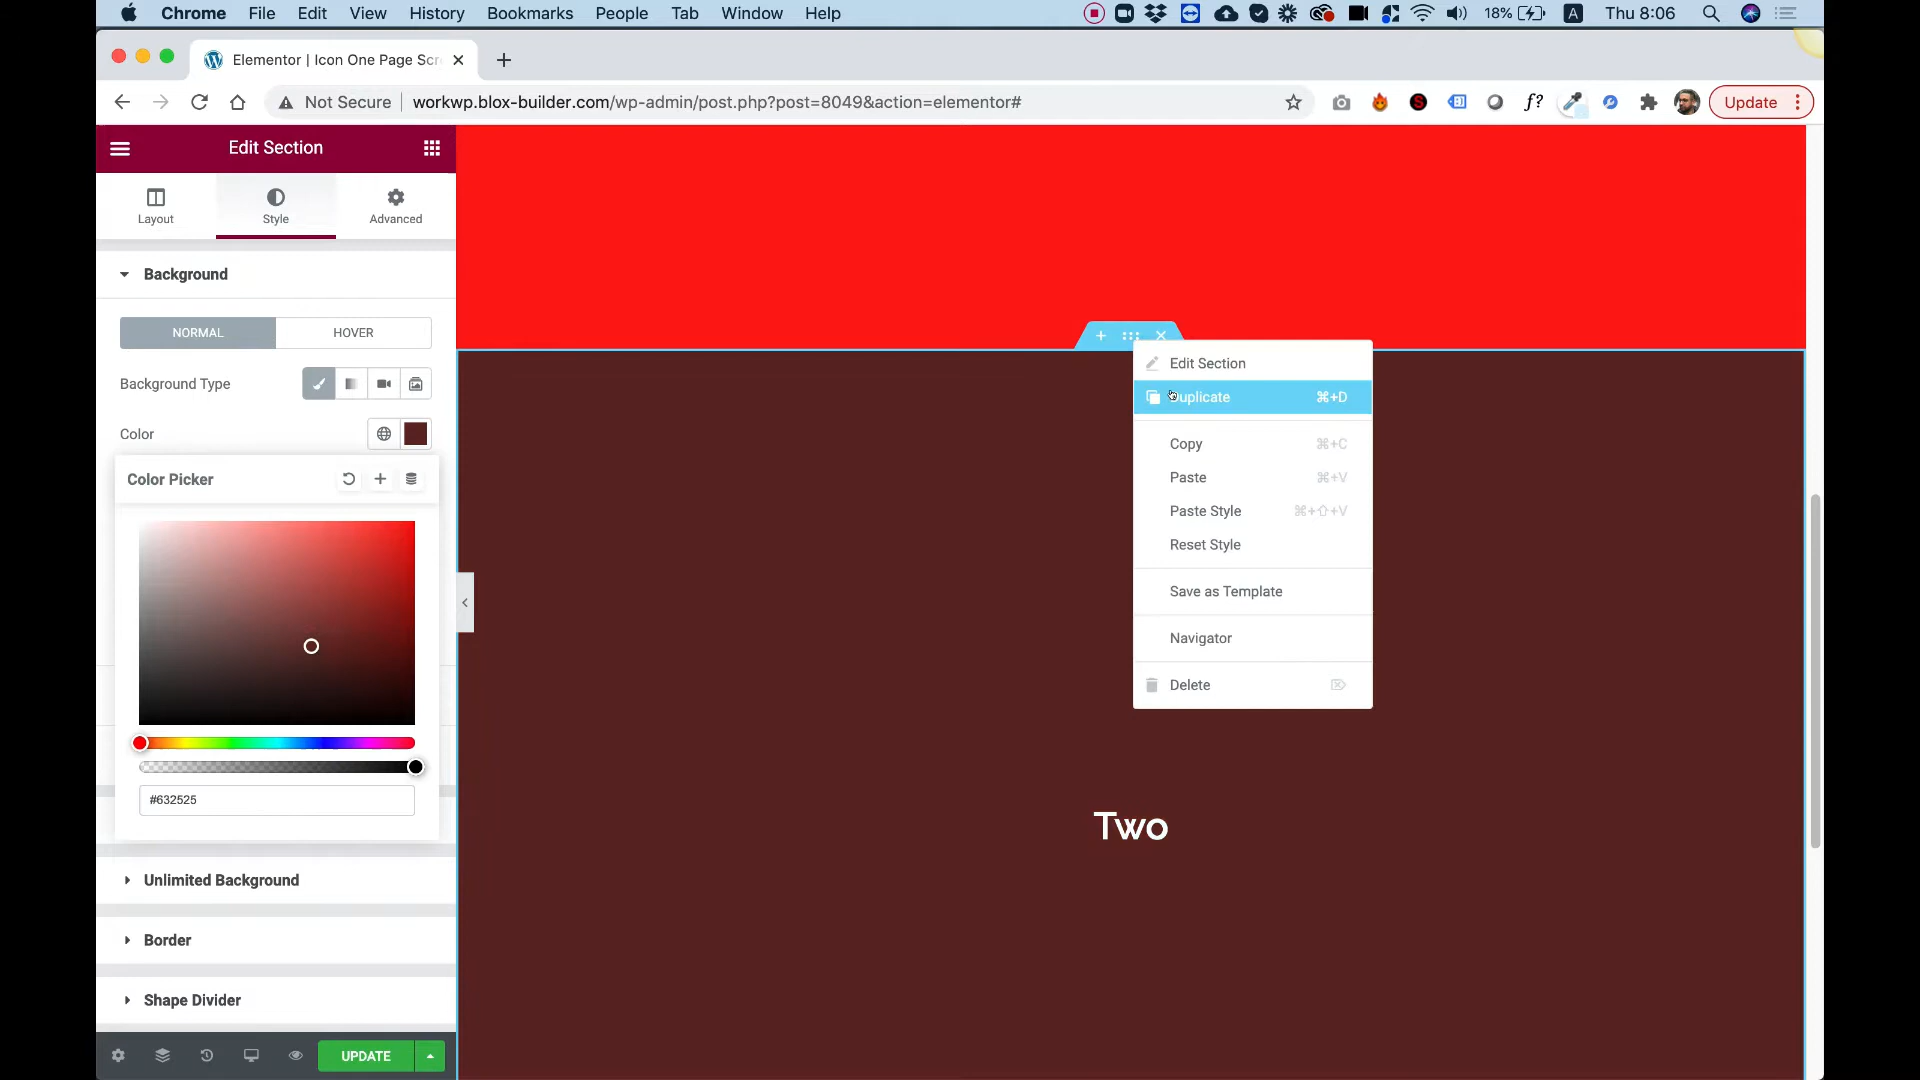 Chrome File Edit View History Bookmarks People Tab Window Help 18% A Thu 8:06
Elementor | Icon One Page Scr
Not Secure workwp.blox-builder.com/wp-admin/post.php?post=8049&action=elementor# f? Update
Edit Section
Layout Style Advanced
Background
NORMAL HOVER
Background Type
Color
Color Picker
#632525
Unlimited Background
Border
Shape Divider
UPDATE
Edit Section
Duplicate ⌘+D
Copy ⌘+C
Paste ⌘+V
Paste Style ⌘+⇧+V
Reset Style
Save as Template
Navigator
Delete ⌦
Two